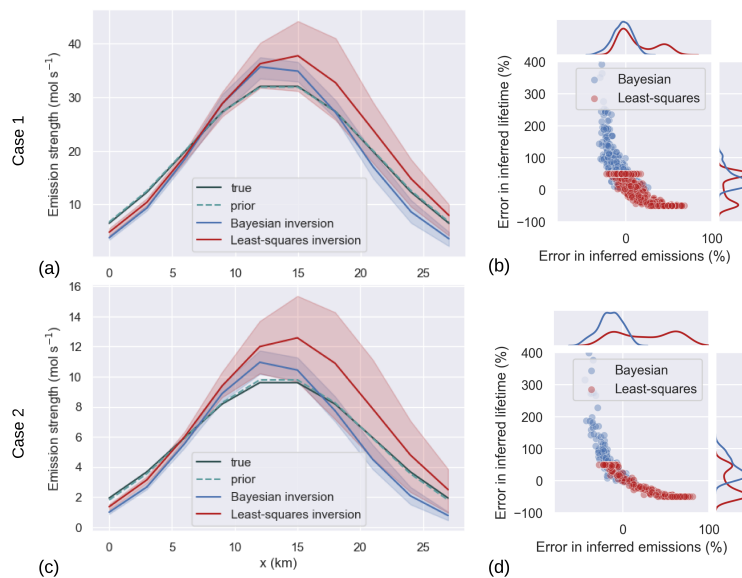 Case 1
Emission strength (mol s⁻¹)
40
30
20
10
true
prior
Bayesian inversion
Least-squares inversion
0 5 10 15 20 25
(a)
Error in inferred lifetime (%)
400
300
200
100
0
−100
Bayesian
Least-squares
0 100
Error in inferred emissions (%)
(b)
Case 2
Emission strength (mol s⁻¹)
16
14
12
10
8
6
4
2
0
true
prior
Bayesian inversion
Least-squares inversion
0 5 10 15 20 25
x (km)
(c)
Error in inferred lifetime (%)
400
300
200
100
0
−100
Bayesian
Least-squares
0 100
Error in inferred emissions (%)
(d)